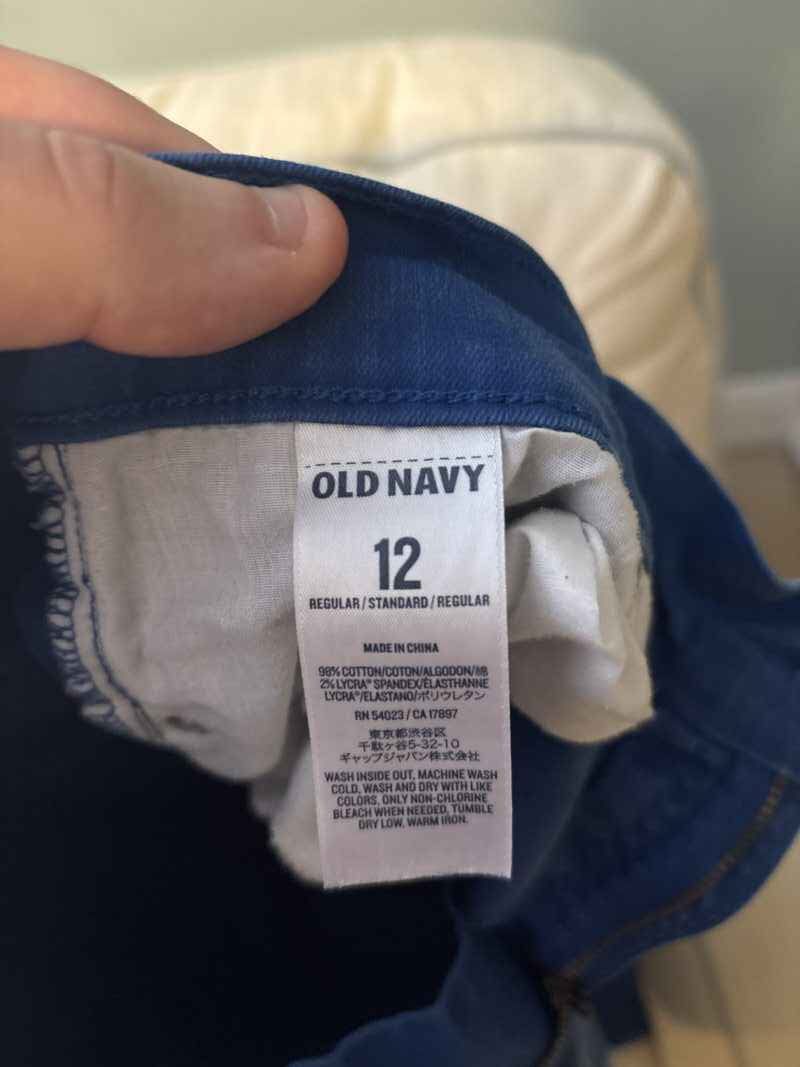 OLD NAVY
12
REGULAR / STANDARD / REGULAR
MADE IN CHINA
98% COTTON/COTON/ALGODON/棉
2% LYCRA® SPANDEX/ÉLASTHANNE
LYCRA®/ELASTANO/ポリウレタン
RN 54023 / CA 17897
東京都渋谷区
千駄ヶ谷5-32-10
ギャップジャパン株式会社
WASH INSIDE OUT, MACHINE WASH
COLD, WASH AND DRY WITH LIKE
COLORS, ONLY NON-CHLORINE
BLEACH WHEN NEEDED, TUMBLE
DRY LOW, WARM IRON.